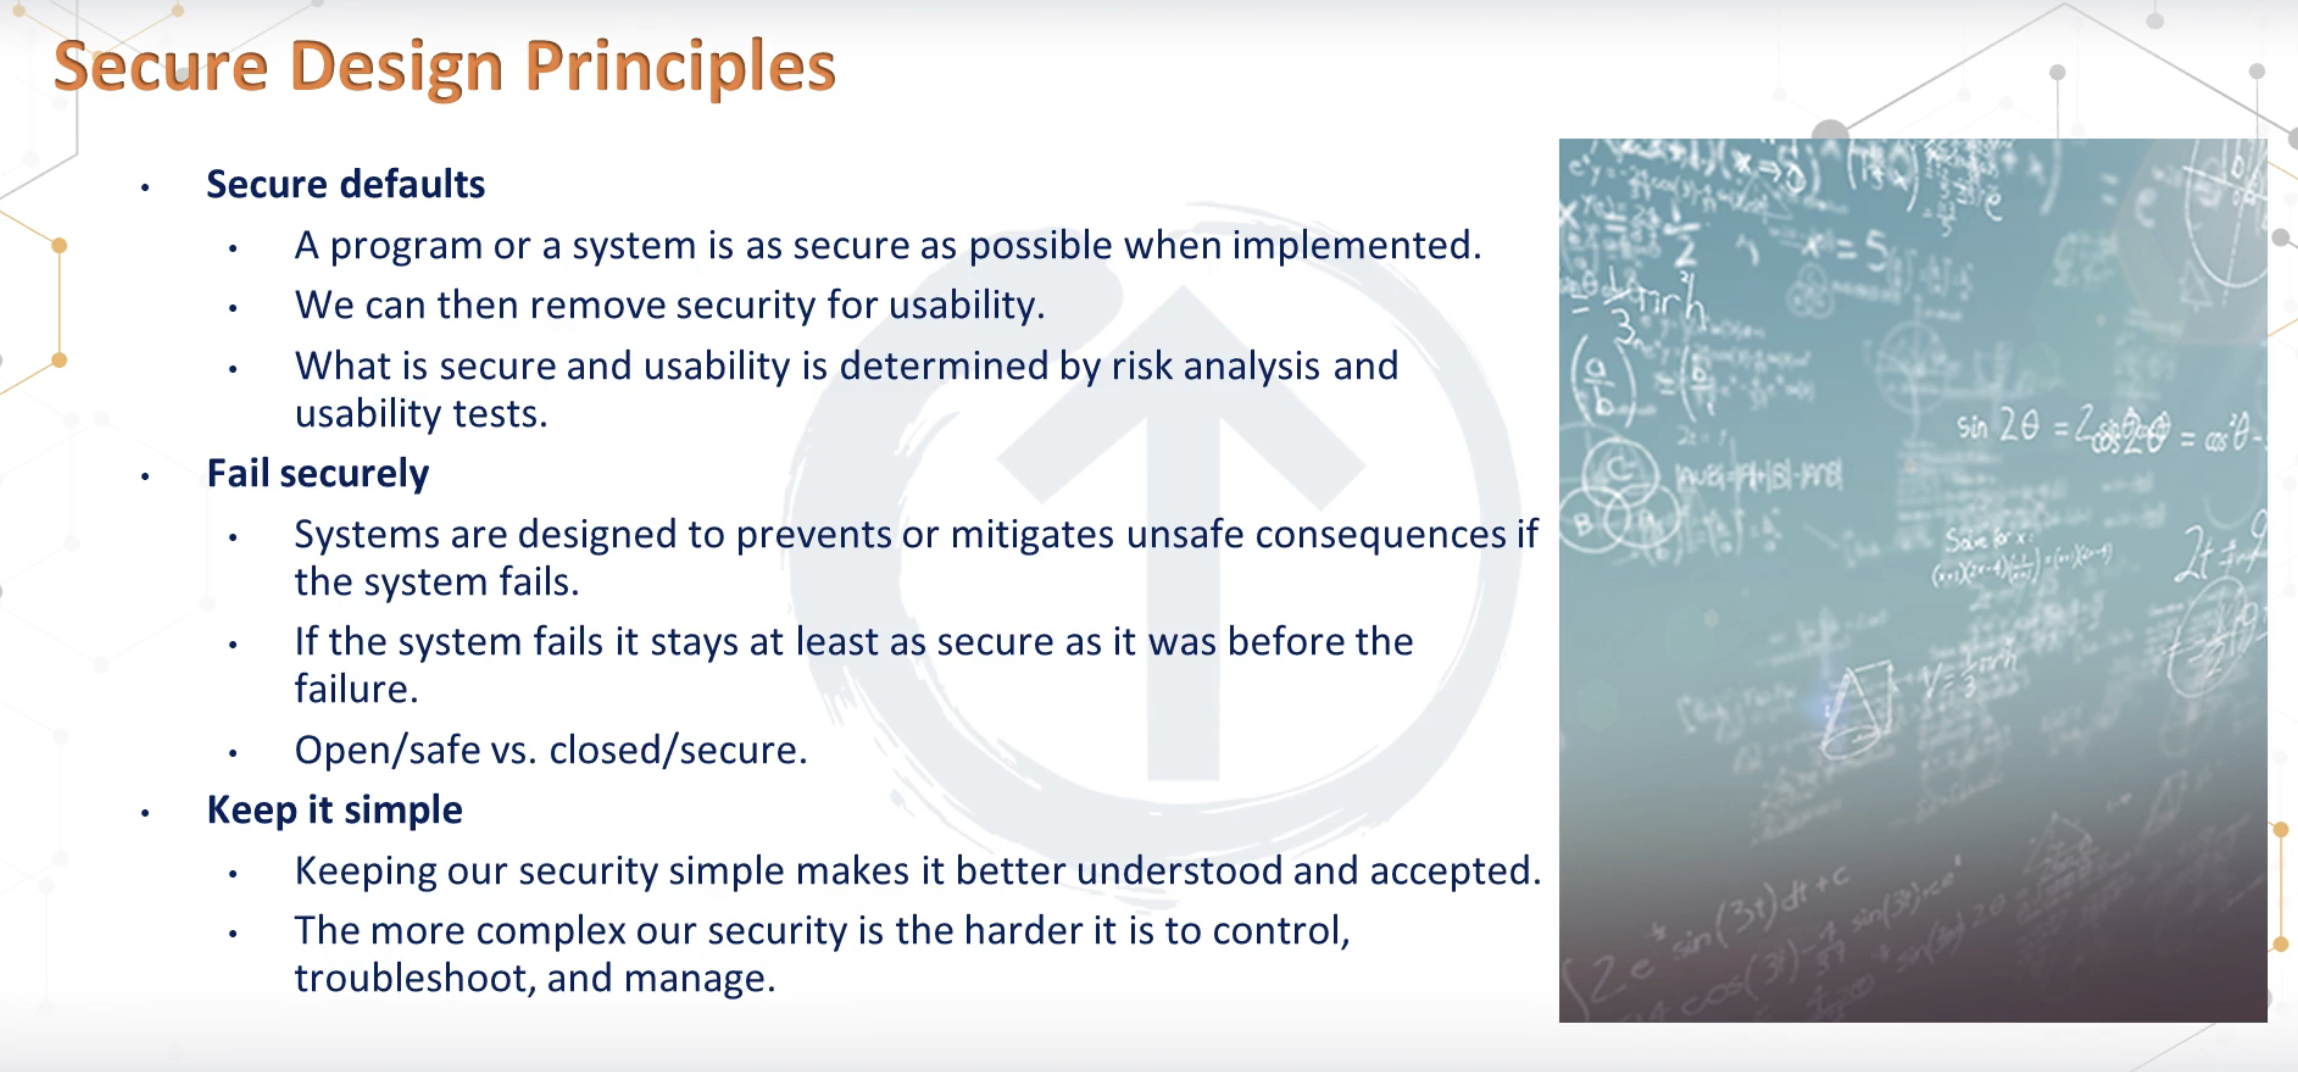 Secure Design Principles
• Secure defaults
• A program or a system is as secure as possible when implemented.
• We can then remove security for usability.
• What is secure and usability is determined by risk analysis and
usability tests.
• Fail securely
• Systems are designed to prevents or mitigates unsafe consequences if
the system fails.
• If the system fails it stays at least as secure as it was before the
failure.
• Open/safe vs. closed/secure.
• Keep it simple
• Keeping our security simple makes it better understood and accepted.
• The more complex our security is the harder it is to control,
troubleshoot, and manage.
x = 5
sin 2θ =
Solve for x: